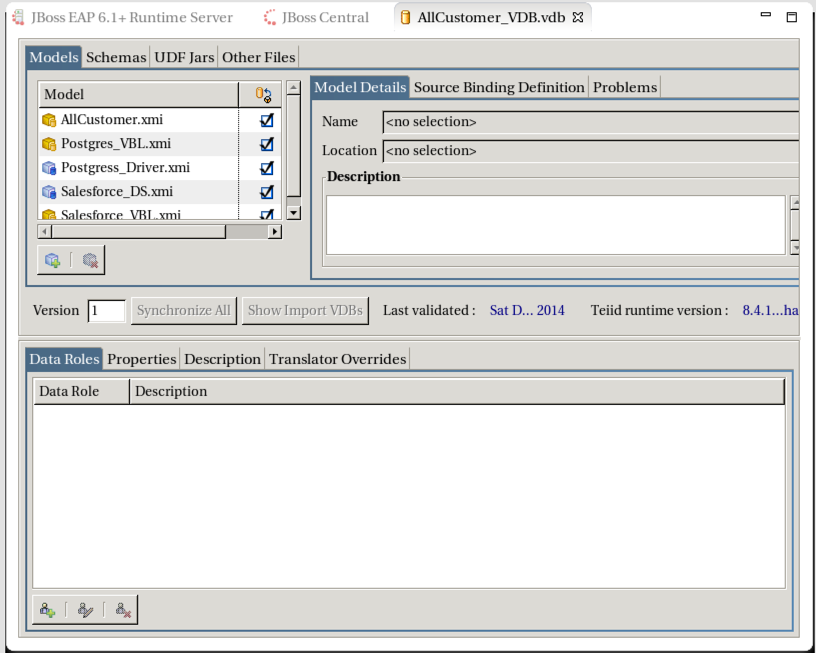 JBoss EAP 6.1+ Runtime Server JBoss Central AllCustomer_VDB.vdb
Models Schemas UDF Jars Other Files
Model
AllCustomer.xmi
Postgres_VBL.xmi
Postgress_Driver.xmi
Salesforce_DS.xmi
Salesforce_VBL.xmi
Model Details Source Binding Definition Problems
Name <no selection>
Location <no selection>
Description
Version 1 Synchronize All Show Import VDBs Last validated : Sat D... 2014 Teiid runtime version : 8.4.1...ha
Data Roles Properties Description Translator Overrides
Data Role Description